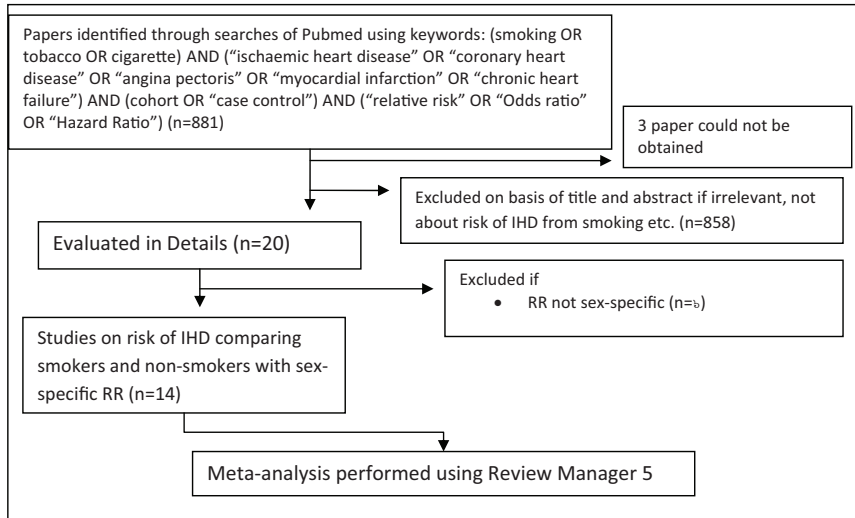 Papers identified through searches of Pubmed using keywords: (smoking OR
tobacco OR cigarette) AND (“ischaemic heart disease” OR “coronary heart
disease” OR “angina pectoris” OR “myocardial infarction” OR “chronic heart
failure”) AND (cohort OR “case control”) AND (“relative risk” OR “Odds ratio”
OR “Hazard Ratio”) (n=881)
3 paper could not be
obtained
Excluded on basis of title and abstract if irrelevant, not
about risk of IHD from smoking etc. (n=858)
Evaluated in Details (n=20)
Excluded if
• RR not sex-specific (n=৬)
Studies on risk of IHD comparing
smokers and non-smokers with sex-
specific RR (n=14)
Meta-analysis performed using Review Manager 5